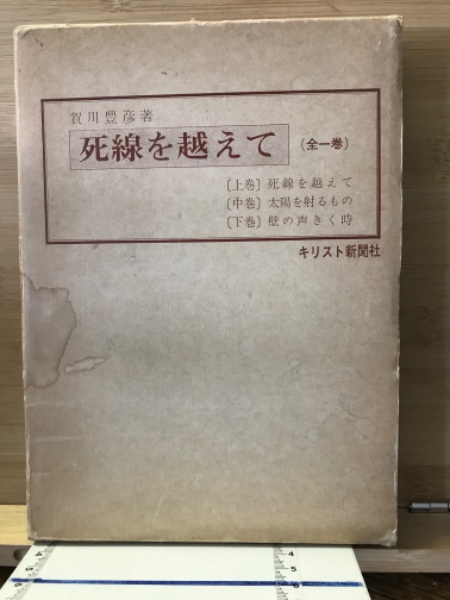 賀川豊彦著
死線を越えて（全一巻）
〔上巻〕死線を越えて
〔中巻〕太陽を射るもの
〔下巻〕壁の声きく時
キリスト新聞社